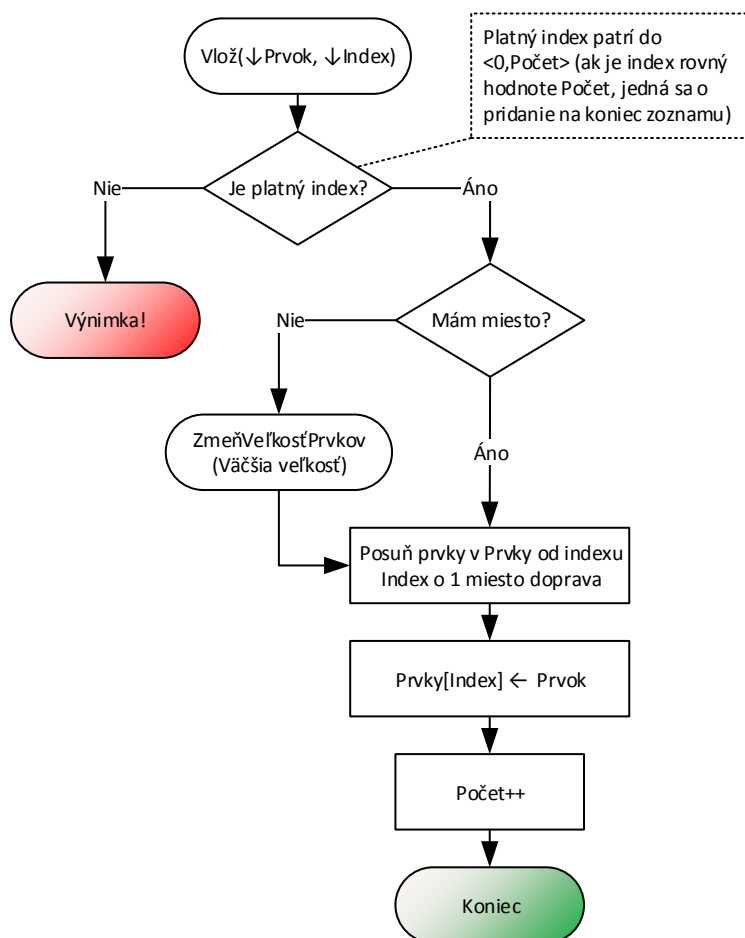 Vlož(↓Prvok, ↓Index)
Platný index patrí do
<0,Počet> (ak je index rovný
hodnote Počet, jedná sa o
pridanie na koniec zoznamu)
Je platný index?
Nie
Áno
Výnimka!
Mám miesto?
Nie
ZmeňVeľkosťPrvkov
(Väčšia veľkosť)
Áno
Posuň prvky v Prvky od indexu
Index o 1 miesto doprava
Prvky[Index] ← Prvok
Počet++
Koniec